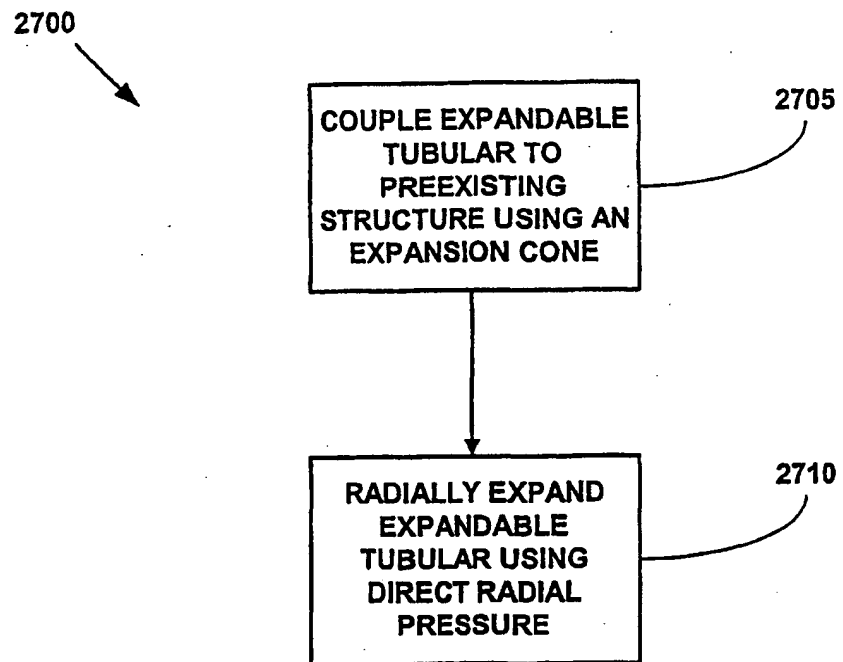 2700
COUPLE EXPANDABLE
TUBULAR TO
PREEXISTING
STRUCTURE USING AN
EXPANSION CONE
2705
RADIALLY EXPAND
EXPANDABLE
TUBULAR USING
DIRECT RADIAL
PRESSURE
2710